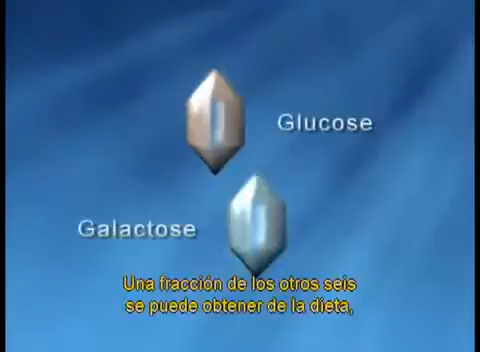 Glucose
Galactose
Una fracción de los otros seis
se puede obtener de la dieta,